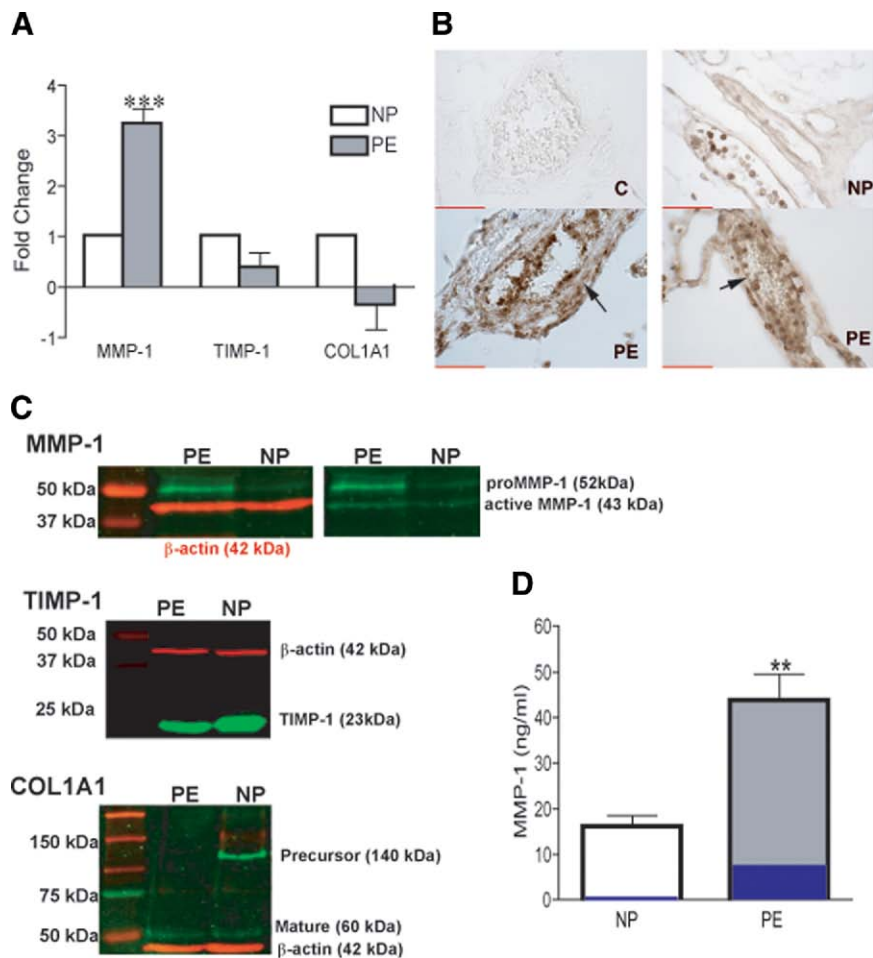 A
B
4
3
2
1
0
-1
Fold Change
***
NP
PE
MMP-1
TIMP-1
COL1A1
C
NP
PE
PE
C
MMP-1
PE NP
PE NP
50 kDa
37 kDa
proMMP-1 (52kDa)
active MMP-1 (43 kDa)
β-actin (42 kDa)
TIMP-1
PE NP
50 kDa
37 kDa
25 kDa
β-actin (42 kDa)
TIMP-1 (23kDa)
COL1A1
PE NP
150 kDa
75 kDa
50 kDa
Precursor (140 kDa)
Mature (60 kDa)
β-actin (42 kDa)
D
60
50
40
30
20
10
0
MMP-1 (ng/ml)
**
NP
PE